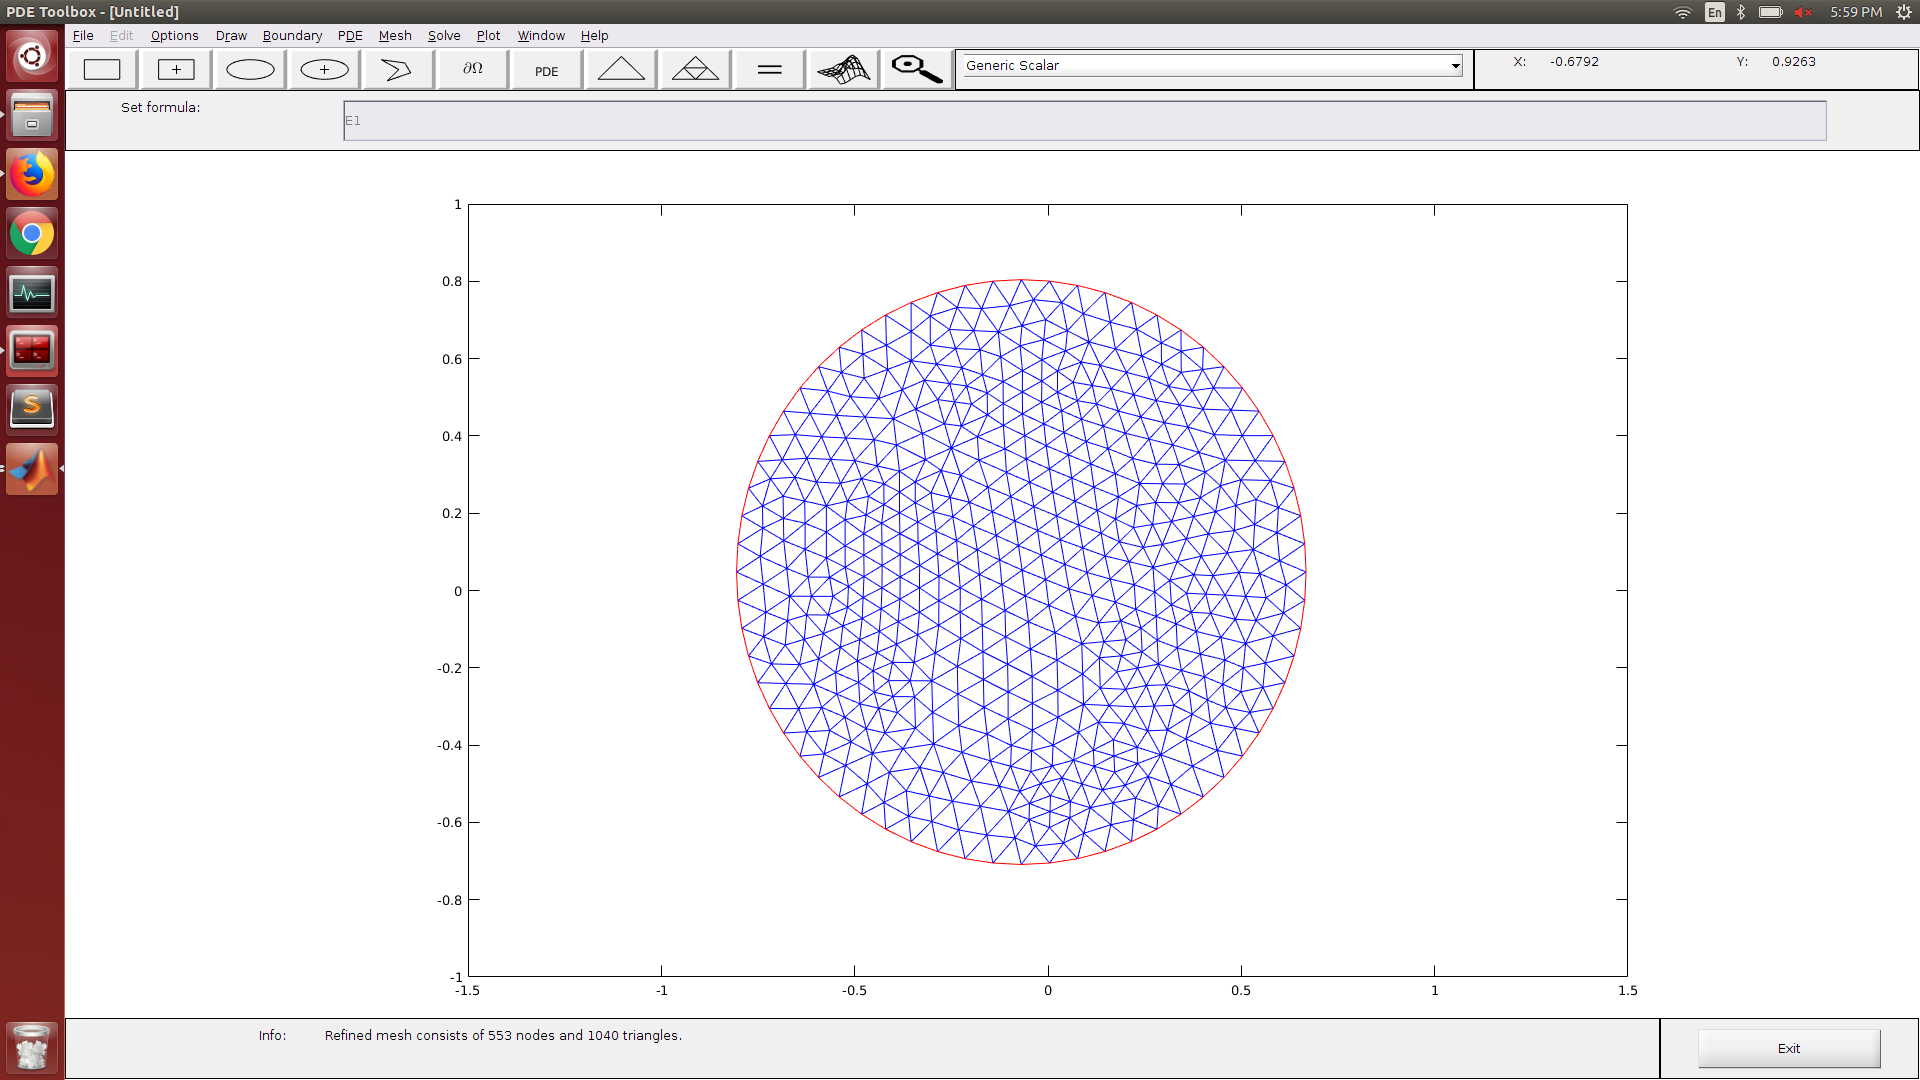 PDE Toolbox - [Untitled]
En
5:59 PM
File Edit Options Draw Boundary PDE Mesh Solve Plot Window Help
∂Ω
PDE
Generic Scalar
X: -0.6792 Y: 0.9263
Set formula:
E1
1
0.8
0.6
0.4
0.2
0
-0.2
-0.4
-0.6
-0.8
-1
-1.5 -1 -0.5 0 0.5 1 1.5
Info: Refined mesh consists of 553 nodes and 1040 triangles.
Exit
S